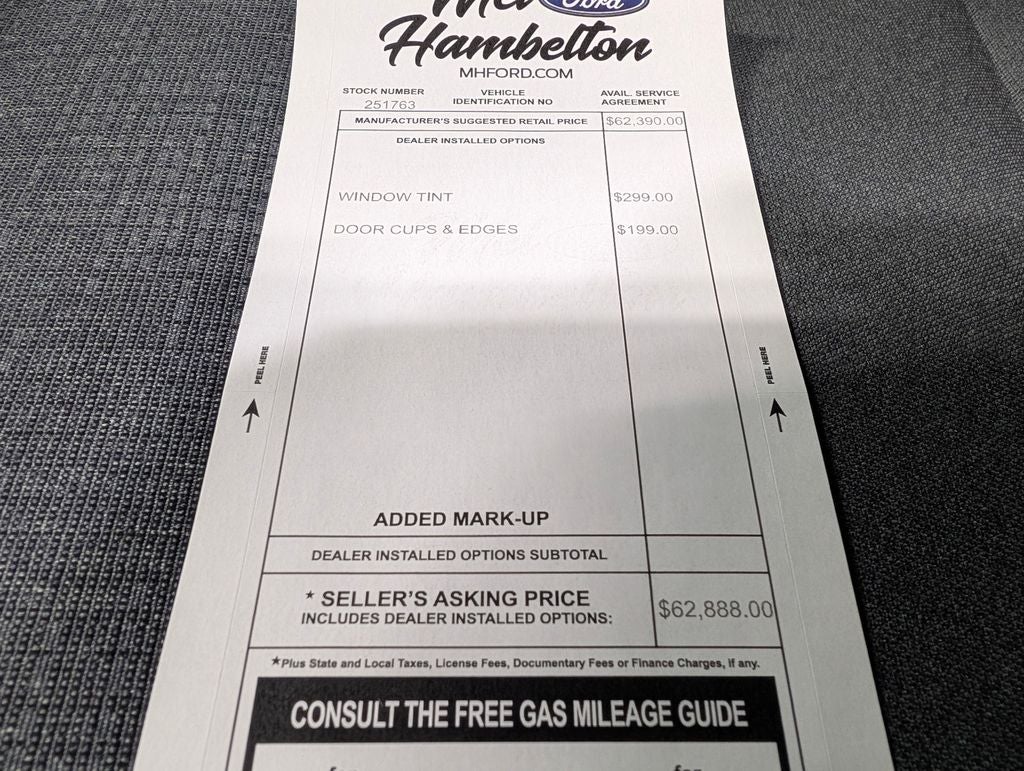 Mel Ford
Hambelton
MHFORD.COM
STOCK NUMBER
251763
VEHICLE
IDENTIFICATION NO
AVAIL. SERVICE
AGREEMENT
MANUFACTURER'S SUGGESTED RETAIL PRICE $62,390.00
DEALER INSTALLED OPTIONS
WINDOW TINT $299.00
DOOR CUPS & EDGES $199.00
PEEL HERE
PEEL HERE
ADDED MARK-UP
DEALER INSTALLED OPTIONS SUBTOTAL
* SELLER'S ASKING PRICE
INCLUDES DEALER INSTALLED OPTIONS: $62,888.00
*Plus State and Local Taxes, License Fees, Documentary Fees or Finance Charges, if any.
CONSULT THE FREE GAS MILEAGE GUIDE